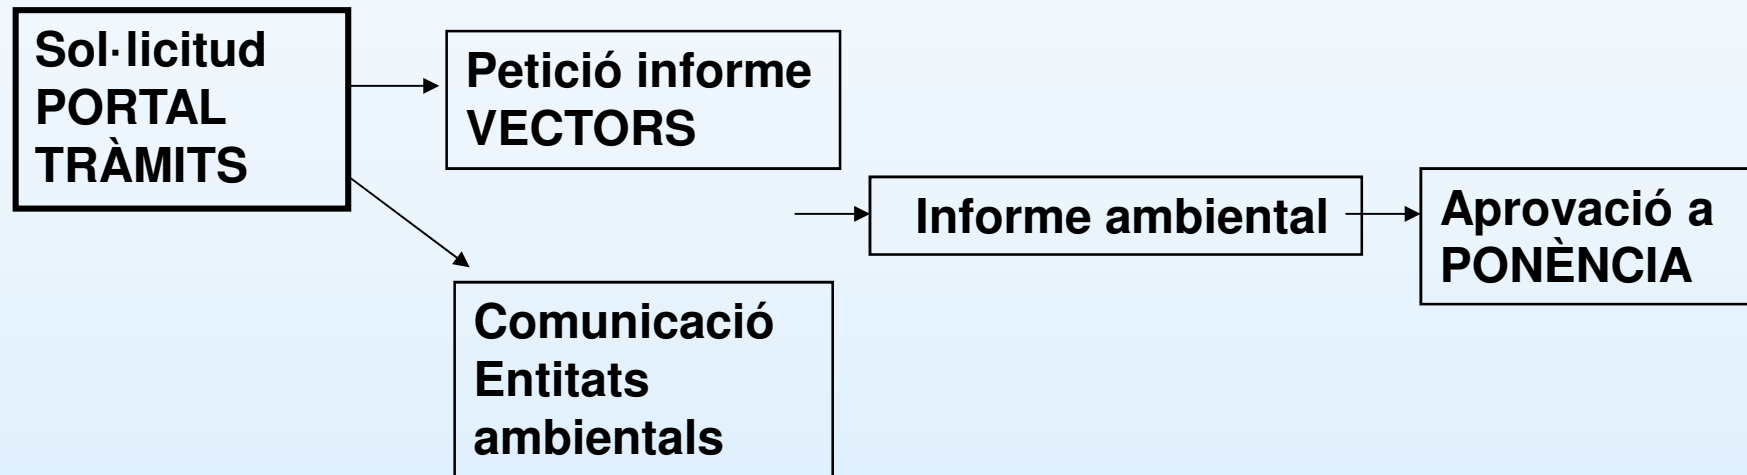 Sol·licitud
PORTAL
TRÀMITS
Petició informe
VECTORS
Comunicació
Entitats
ambientals
Informe ambiental
Aprovació a
PONÈNCIA